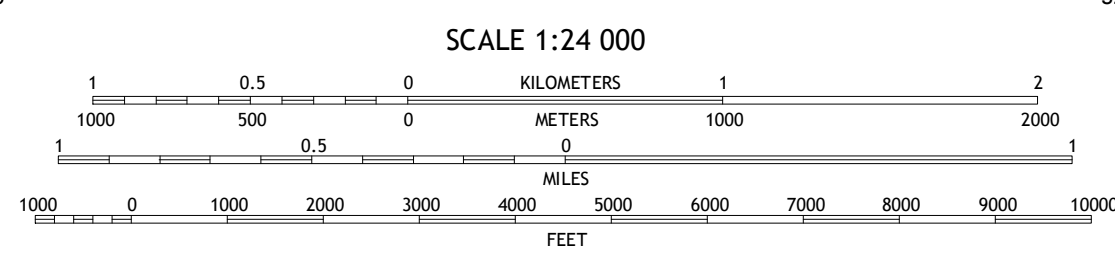 SCALE 1:24 000
1 0.5 0 KILOMETERS 1 2
1000 500 0 METERS 1000 2000
1 0.5 0 1
MILES
1000 0 1000 2000 3000 4000 5000 6000 7000 8000 9000 10000
FEET